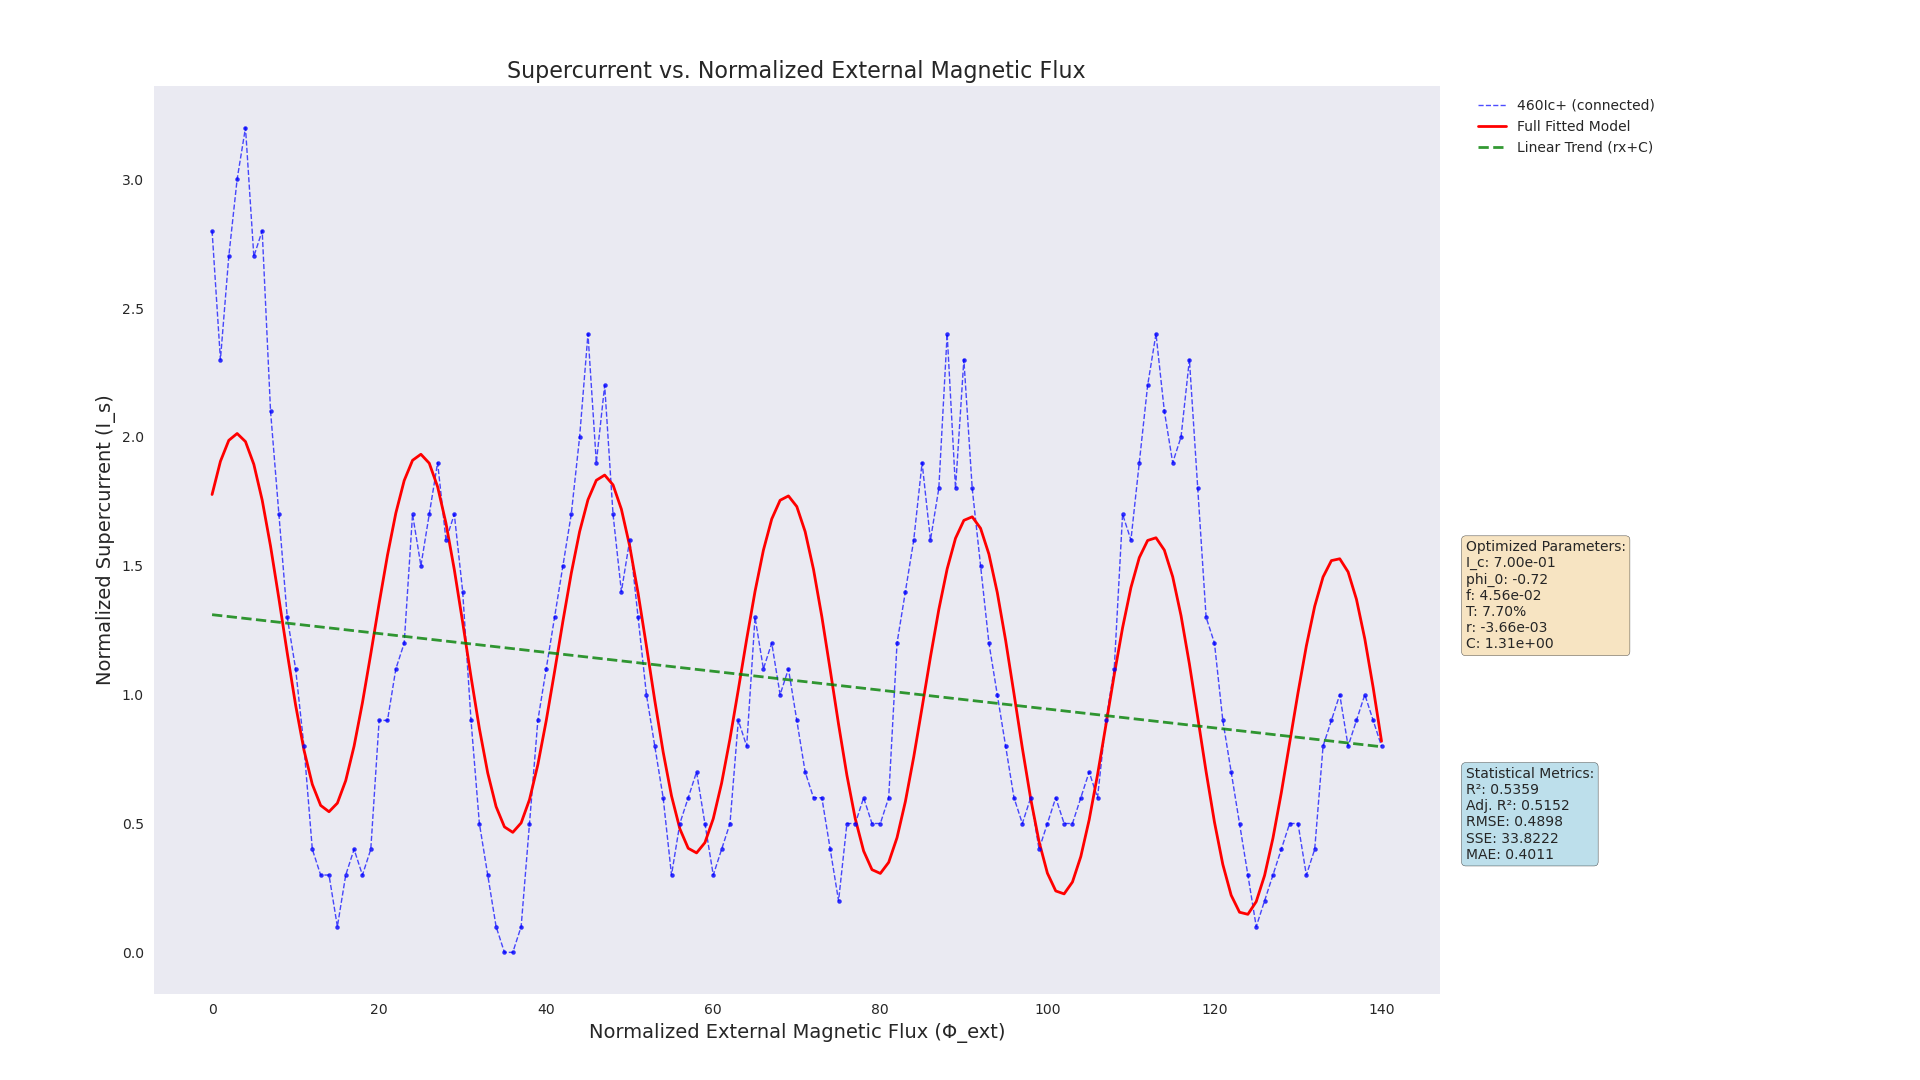 Supercurrent vs. Normalized External Magnetic Flux
460Ic+ (connected)
Full Fitted Model
Linear Trend (rx+C)
Normalized Supercurrent (I_s)
3.0
2.5
2.0
1.5
1.0
0.5
0.0
0 20 40 60 80 100 120 140
Normalized External Magnetic Flux (Φ_ext)
Optimized Parameters:
I_c: 7.00e-01
phi_0: -0.72
f: 4.56e-02
T: 7.70%
r: -3.66e-03
C: 1.31e+00
Statistical Metrics:
R²: 0.5359
Adj. R²: 0.5152
RMSE: 0.4898
SSE: 33.8222
MAE: 0.4011